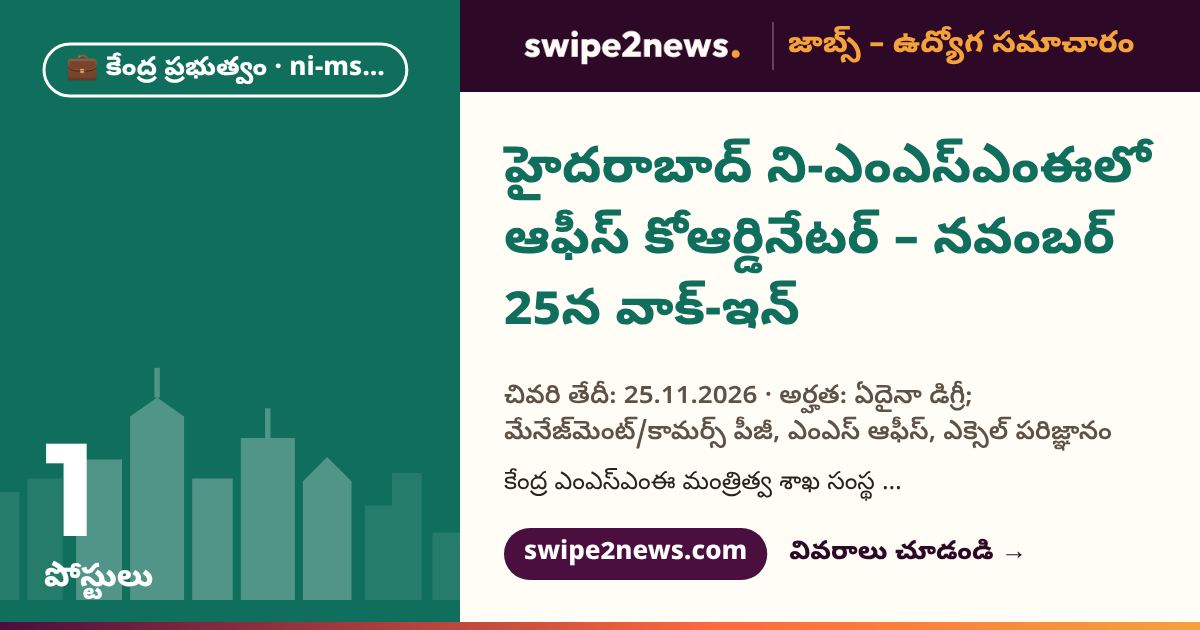 💼 కేంద్ర ప్రభుత్వం · ni-ms...
swipe2news. | జాబ్స్ – ఉద్యోగ సమాచారం
హైదరాబాద్ ని-ఎంఎస్ఎంఈలో
ఆఫీస్ కోఆర్డినేటర్ – నవంబర్
25న వాక్-ఇన్
చివరి తేదీ: 25.11.2026 · అర్హత: ఏదైనా డిగ్రీ;
మేనేజ్‌మెంట్/కామర్స్ పీజీ, ఎంఎస్ ఆఫీస్, ఎక్సెల్ పరిజ్ఞానం
కేంద్ర ఎంఎస్ఎంఈ మంత్రిత్వ శాఖ సంస్థ ...
1
పోస్టులు
swipe2news.com వివరాలు చూడండి →